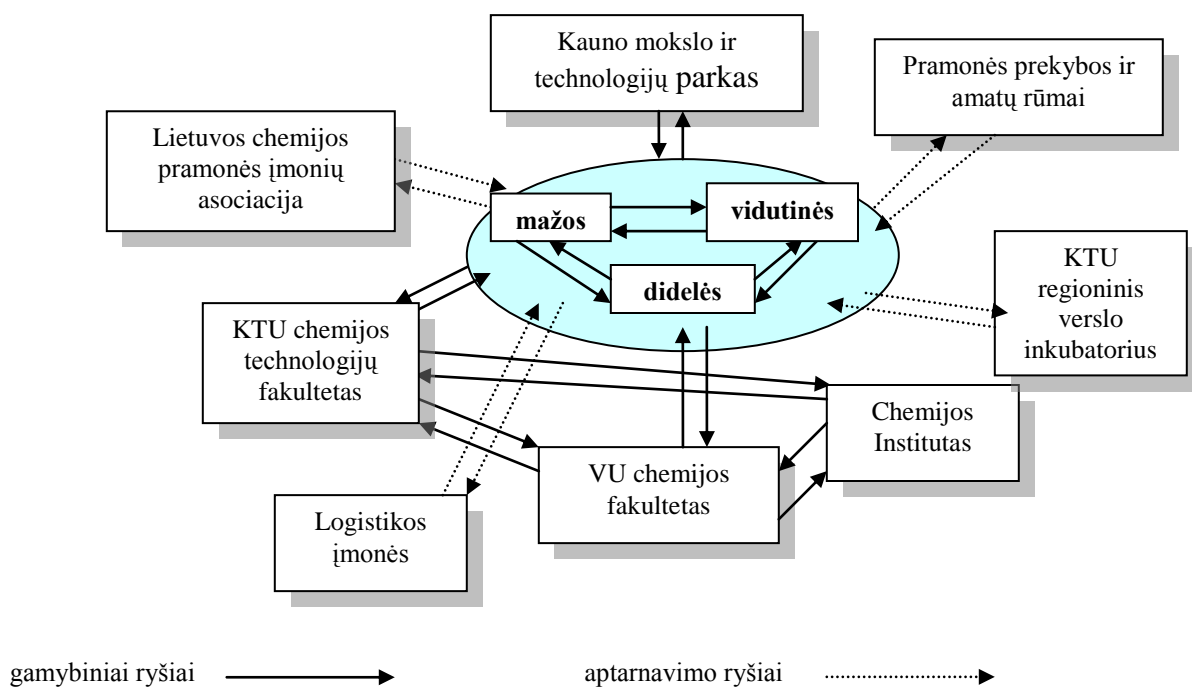 Kauno mokslo ir
technologijų parkas
Pramonės prekybos ir
amatų rūmai
Lietuvos chemijos
pramonės įmonių
asociacija
mažos
vidutinės
didelės
KTU
regioninis
verslo
inkubatorius
KTU chemijos
technologijų
fakultetas
Chemijos
Institutas
VU chemijos
fakultetas
Logistikos
įmonės
gamybiniai ryšiai
aptarnavimo ryšiai